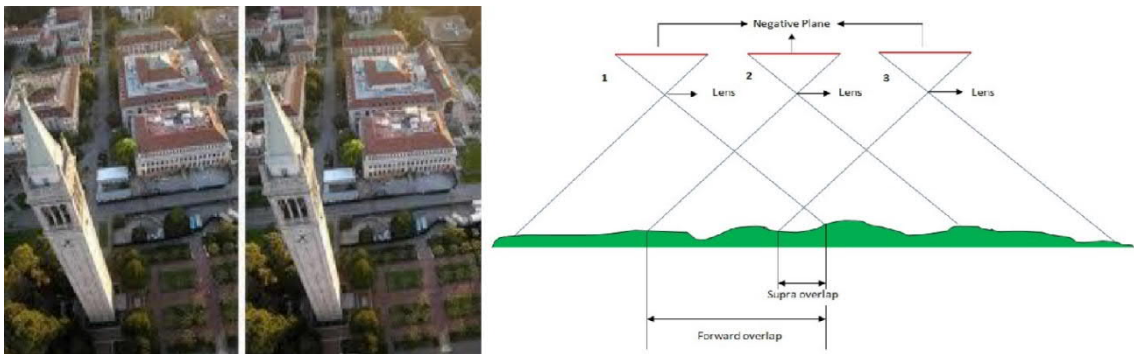 Negative Plane
1
2
3
Lens
Lens
Lens
Supra overlap
Forward overlap